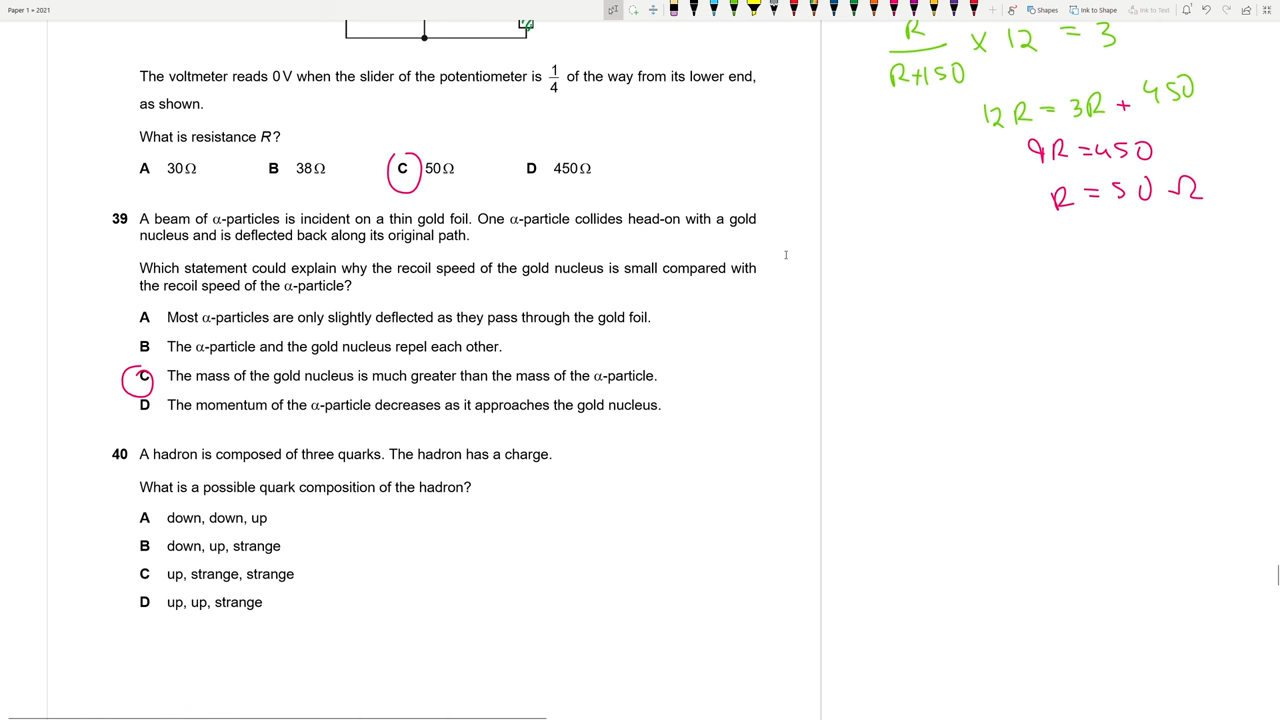 Paper 1 • 2021
Shapes
Ink to Shape
Ink to Text
The voltmeter reads 0 V when the slider of the potentiometer is 1/4 of the way from its lower end,
as shown.
What is resistance R?
A 30 Ω B 38 Ω C 50 Ω D 450 Ω
39 A beam of α-particles is incident on a thin gold foil. One α-particle collides head-on with a gold
nucleus and is deflected back along its original path.
Which statement could explain why the recoil speed of the gold nucleus is small compared with
the recoil speed of the α-particle?
A Most α-particles are only slightly deflected as they pass through the gold foil.
B The α-particle and the gold nucleus repel each other.
C The mass of the gold nucleus is much greater than the mass of the α-particle.
D The momentum of the α-particle decreases as it approaches the gold nucleus.
40 A hadron is composed of three quarks. The hadron has a charge.
What is a possible quark composition of the hadron?
A down, down, up
B down, up, strange
C up, strange, strange
D up, up, strange
R/R+150 × 12 = 3
12R = 3R + 450
9R = 450
R = 50 Ω